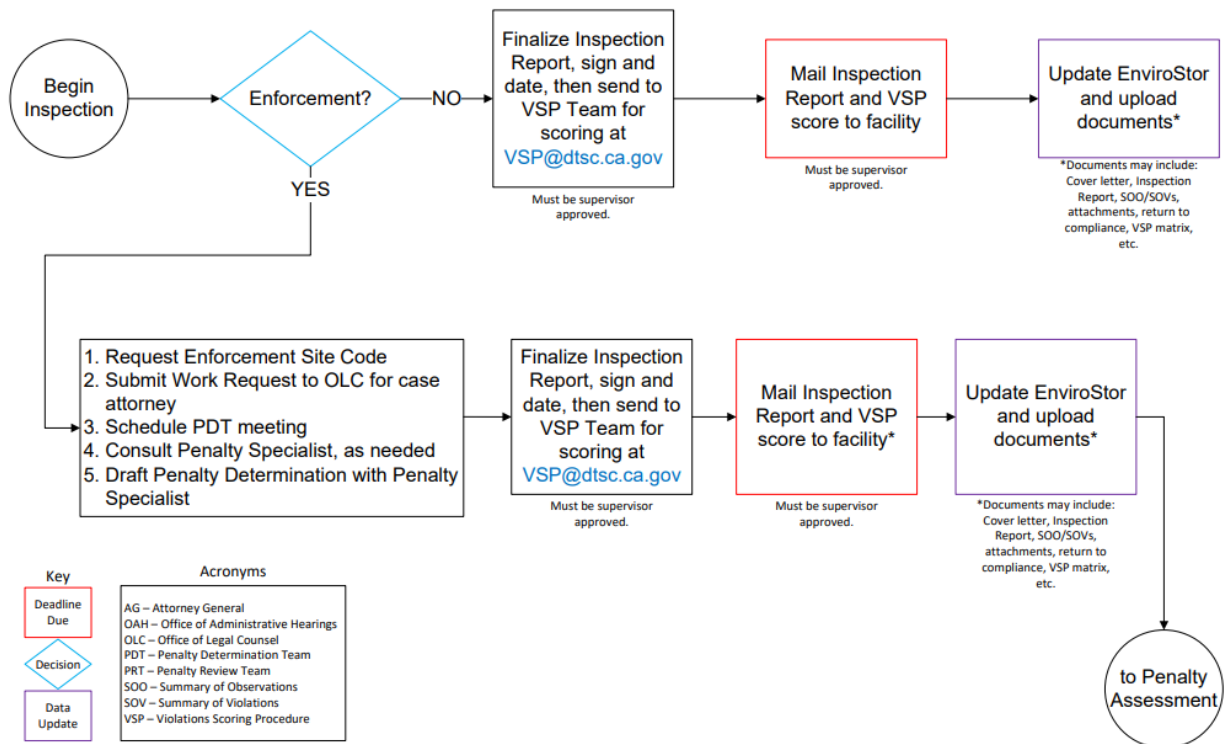 Begin
Inspection
Enforcement?
NO
YES
Finalize Inspection
Report, sign and
date, then send to
VSP Team for
scoring at
VSP@dtsc.ca.gov
Must be supervisor
approved.
Mail Inspection
Report and VSP
score to facility
Must be supervisor
approved.
Update EnviroStor
and upload
documents*
*Documents may include:
Cover letter, Inspection
Report, SOO/SOVs,
attachments, return to
compliance, VSP matrix,
etc.
1. Request Enforcement Site Code
2. Submit Work Request to OLC for case
attorney
3. Schedule PDT meeting
4. Consult Penalty Specialist, as needed
5. Draft Penalty Determination with Penalty
Specialist
Finalize Inspection
Report, sign and
date, then send to
VSP Team for
scoring at
VSP@dtsc.ca.gov
Must be supervisor
approved.
Mail Inspection
Report and VSP
score to facility*
Must be supervisor
approved.
Update EnviroStor
and upload
documents*
*Documents may include:
Cover letter, Inspection
Report, SOO/SOVs,
attachments, return to
compliance, VSP matrix,
etc.
to Penalty
Assessment
Key
Deadline
Due
Decision
Data
Update
Acronyms
AG – Attorney General
OAH – Office of Administrative Hearings
OLC – Office of Legal Counsel
PDT – Penalty Determination Team
PRT – Penalty Review Team
SOO – Summary of Observations
SOV – Summary of Violations
VSP – Violations Scoring Procedure